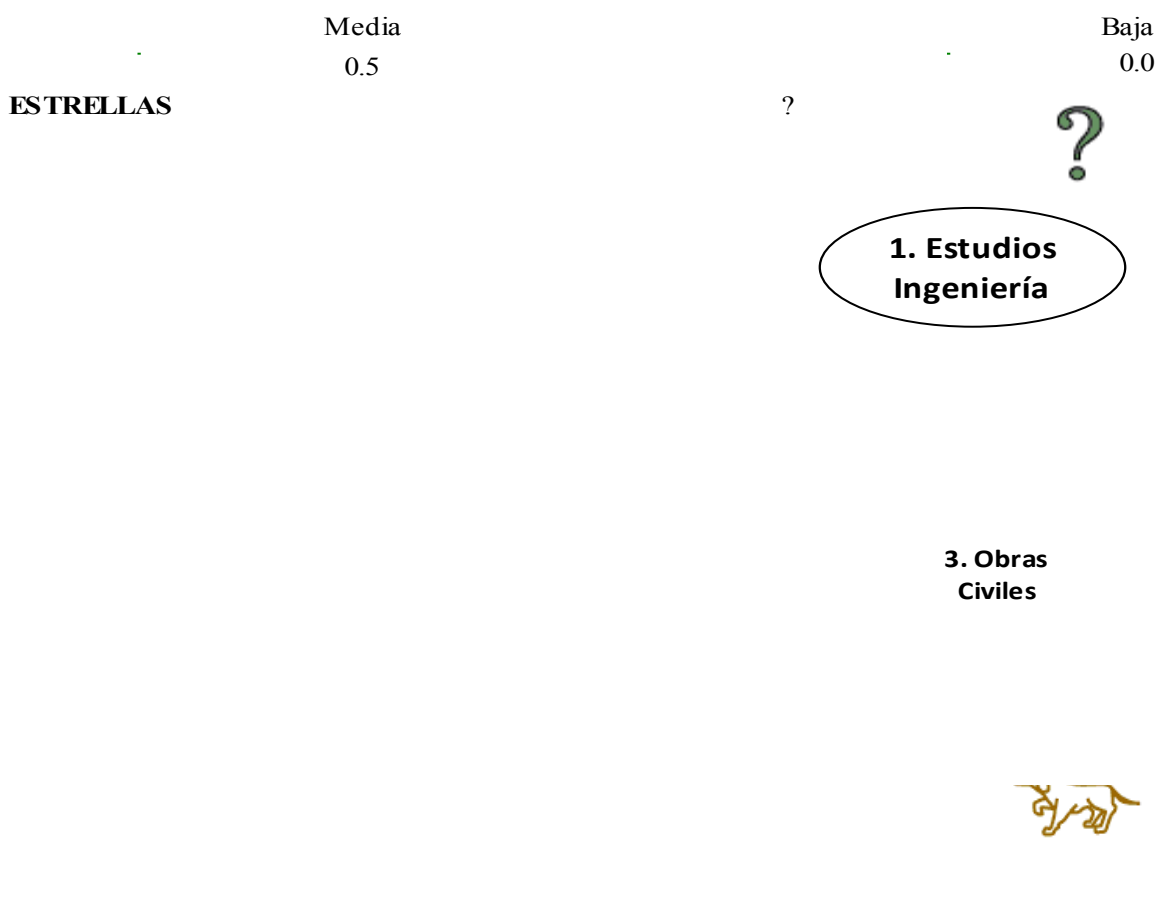 Media Baja
0.5 0.0
ESTRELLAS ?
?
1. Estudios
Ingeniería
3. Obras
Civiles